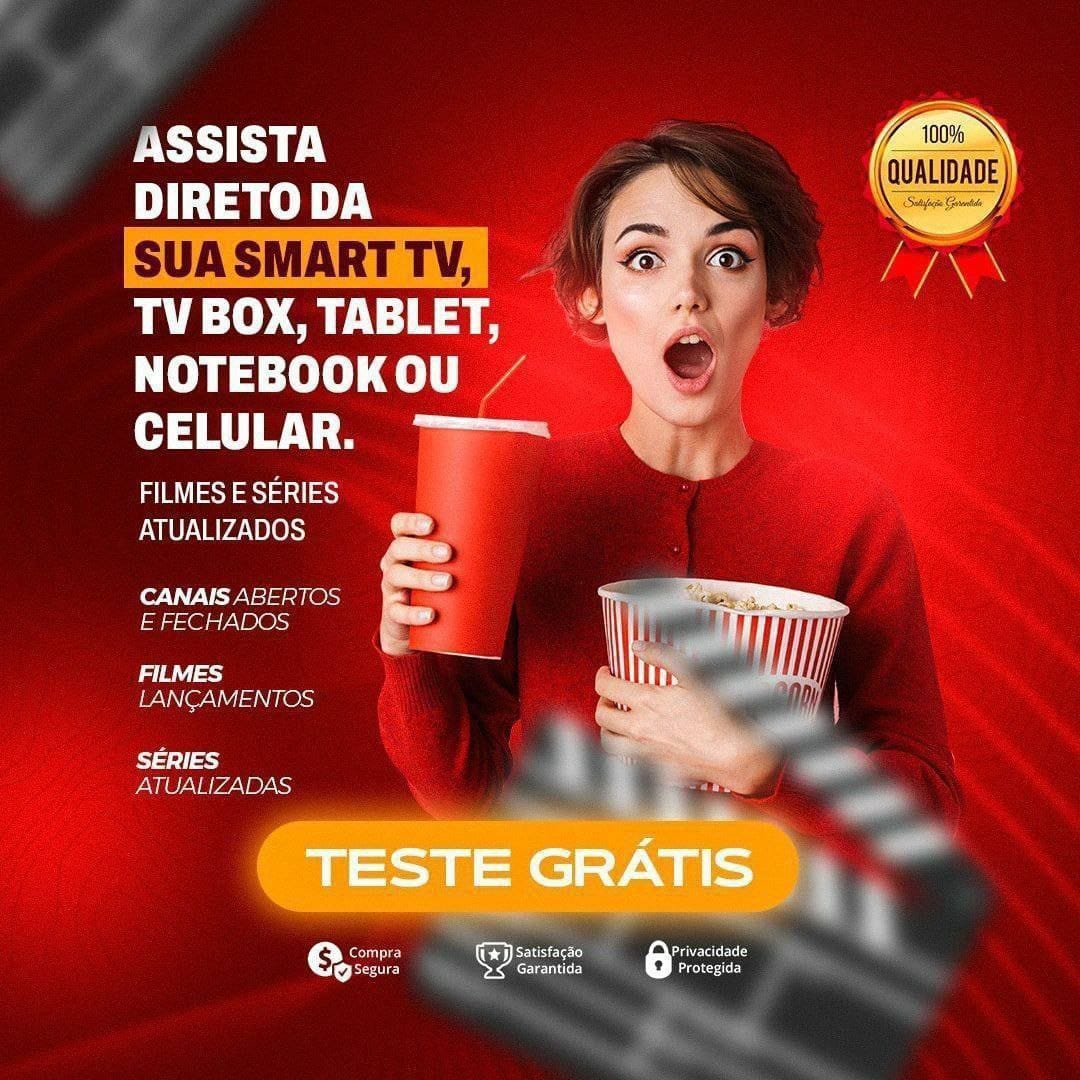 ASSISTA
DIRETO DA
SUA SMART TV,
TV BOX, TABLET,
NOTEBOOK OU
CELULAR.
FILMES E SÉRIES
ATUALIZADOS
CANAIS ABERTOS
E FECHADOS
FILMES
LANÇAMENTOS
SÉRIES
ATUALIZADAS
100%
QUALIDADE
Satisfação Garantida
CORN
TESTE GRÁTIS
Compra
Segura
Satisfação
Garantida
Privacidade
Protegida